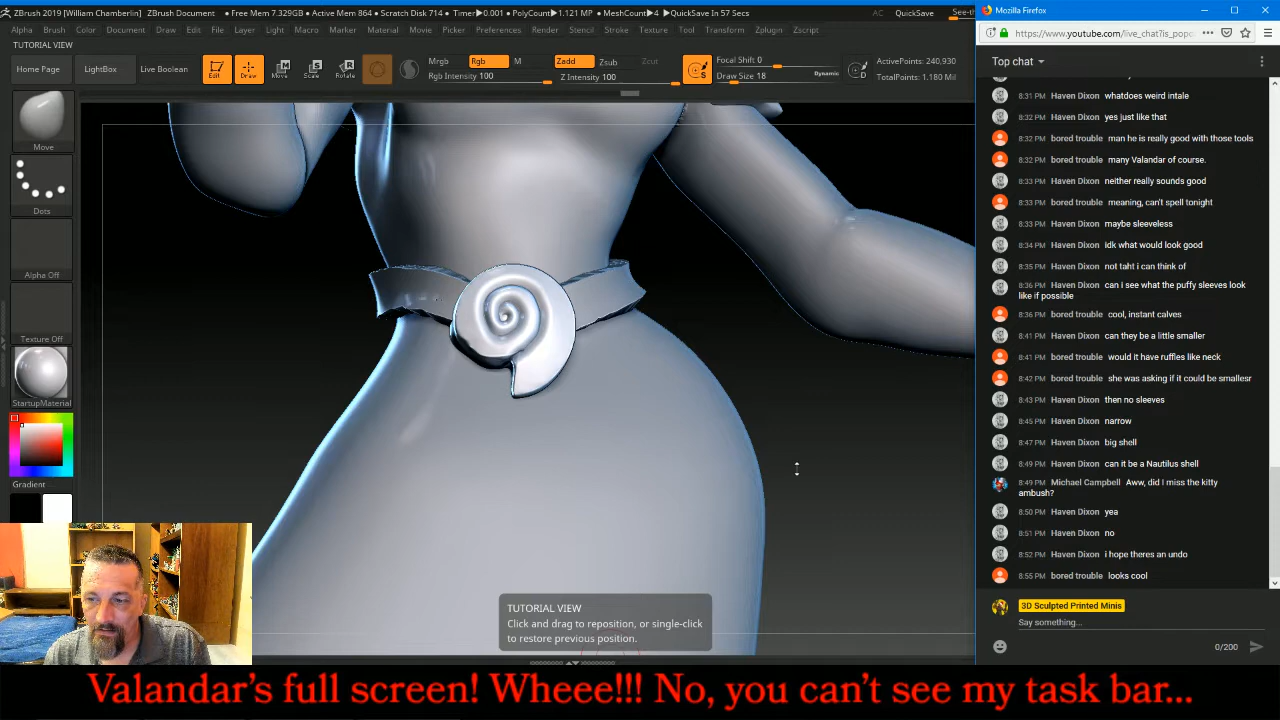 ZBrush 2019 [William Chamberlin] ZBrush Document • Free Mem 7.329GB • Active Mem 864 • Scratch Disk 714 • Timer▶0.001 • PolyCount▶1.121 MP • MeshCount▶4 ▶QuickSave In 57 Secs AC QuickSave See-th
Alpha Brush Color Document Draw Edit File Layer Light Macro Marker Material Movie Picker Preferences Render Stencil Stroke Texture Tool Transform Zplugin Zscript
TUTORIAL VIEW
Home Page LightBox Live Boolean Edit Draw Move Scale Rotate
Mrgb Rgb M Zadd Zsub Zcut
Rgb Intensity 100 Z Intensity 100
Focal Shift 0
Draw Size 18 Dynamic
ActivePoints: 240,930
TotalPoints: 1.180 Mil
Move
Dots
Alpha Off
Texture Off
StartupMaterial
Gradient
TUTORIAL VIEW
Click and drag to reposition, or single-click
to restore previous position.
Mozilla Firefox
https://www.youtube.com/live_chat?is_popo
Top chat
8:31 PM Haven Dixon whatdoes weird intale
8:32 PM Haven Dixon yes just like that
8:32 PM bored trouble man he is really good with those tools
8:32 PM bored trouble many Valandar of course.
8:33 PM Haven Dixon neither really sounds good
8:33 PM bored trouble meaning, can't spell tonight
8:33 PM Haven Dixon maybe sleeveless
8:34 PM Haven Dixon idk what would look good
8:35 PM Haven Dixon not taht i can think of
8:36 PM Haven Dixon can i see what the puffy sleeves look
like if possible
8:36 PM bored trouble cool, instant calves
8:41 PM Haven Dixon can they be a little smaller
8:41 PM bored trouble would it have ruffles like neck
8:42 PM bored trouble she was asking if it could be smallesr
8:43 PM Haven Dixon then no sleeves
8:45 PM Haven Dixon narrow
8:47 PM Haven Dixon big shell
8:49 PM Haven Dixon can it be a Nautilus shell
8:49 PM Michael Campbell Aww, did I miss the kitty
ambush?
8:50 PM Haven Dixon yea
8:51 PM Haven Dixon no
8:52 PM Haven Dixon i hope theres an undo
8:55 PM bored trouble looks cool
3D Sculpted Printed Minis
Say something...
0/200
Valandar's full screen! Wheee!!! No, you can't see my task bar...